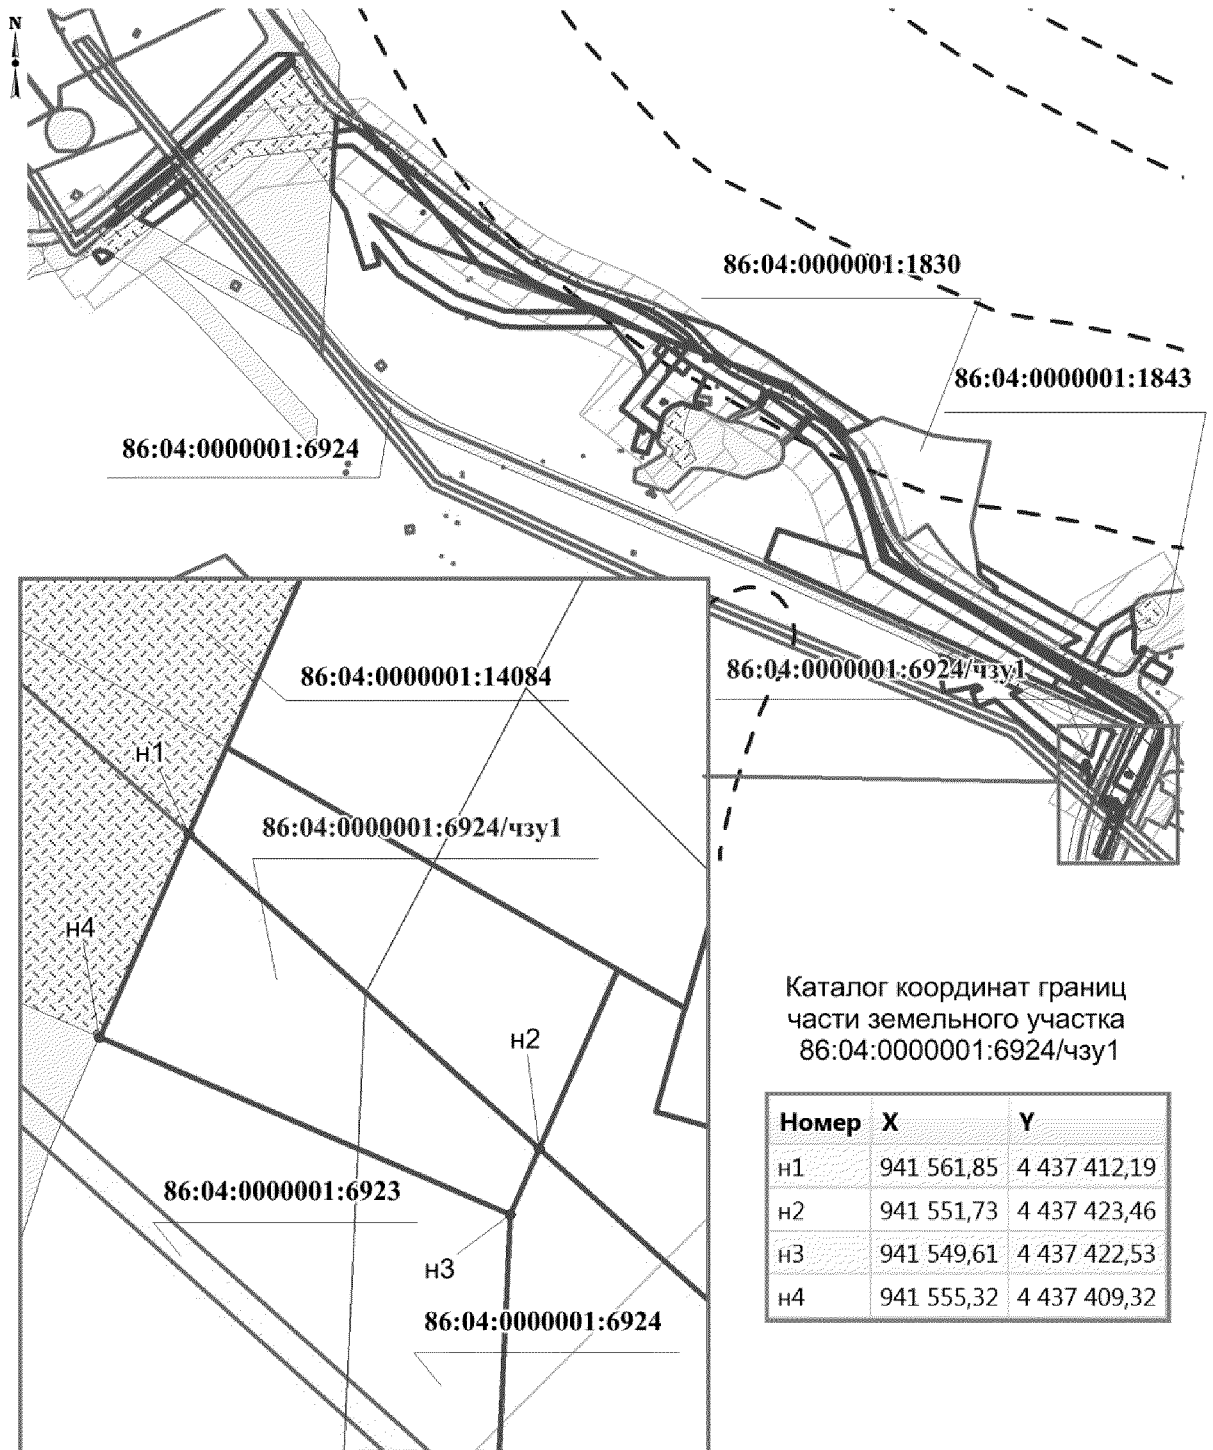 N
86:04:0000001:1830
86:04:0000001:1843
86:04:0000001:6924
86:04:0000001:14084
86:04:0000001:6924/чзу1
н1
86:04:0000001:6924/чзу1
н4
н2
86:04:0000001:6923
н3
86:04:0000001:6924
Каталог координат границ
части земельного участка
86:04:0000001:6924/чзу1
Номер X Y
н1 941 561,85 4 437 412,19
н2 941 551,73 4 437 423,46
н3 941 549,61 4 437 422,53
н4 941 555,32 4 437 409,32